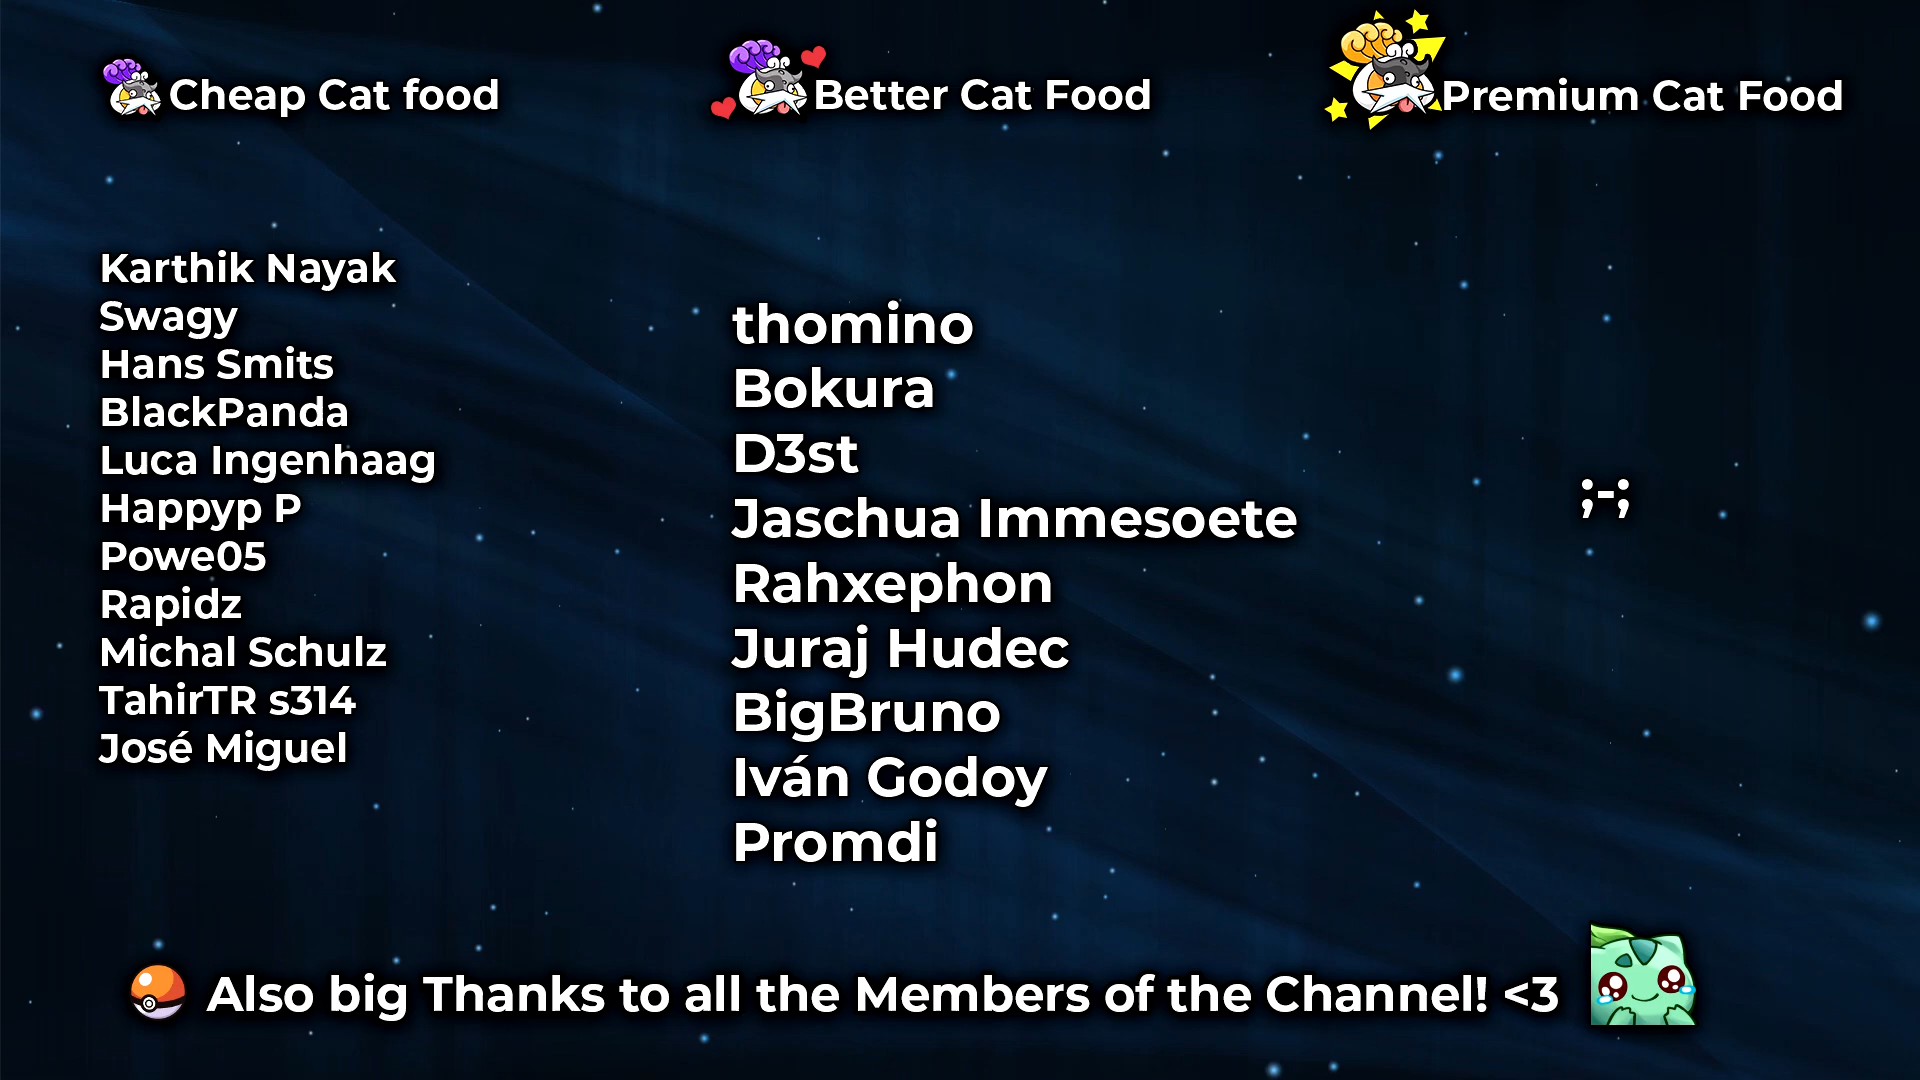 Cheap Cat food
Better Cat Food
Premium Cat Food
Karthik Nayak
Swagy
Hans Smits
BlackPanda
Luca Ingenhaag
Happyp P
Powe05
Rapidz
Michal Schulz
TahirTR s314
José Miguel
thomino
Bokura
D3st
Jaschua Immesoete
Rahxephon
Juraj Hudec
BigBruno
Iván Godoy
Promdi
;-;
Also big Thanks to all the Members of the Channel! <3